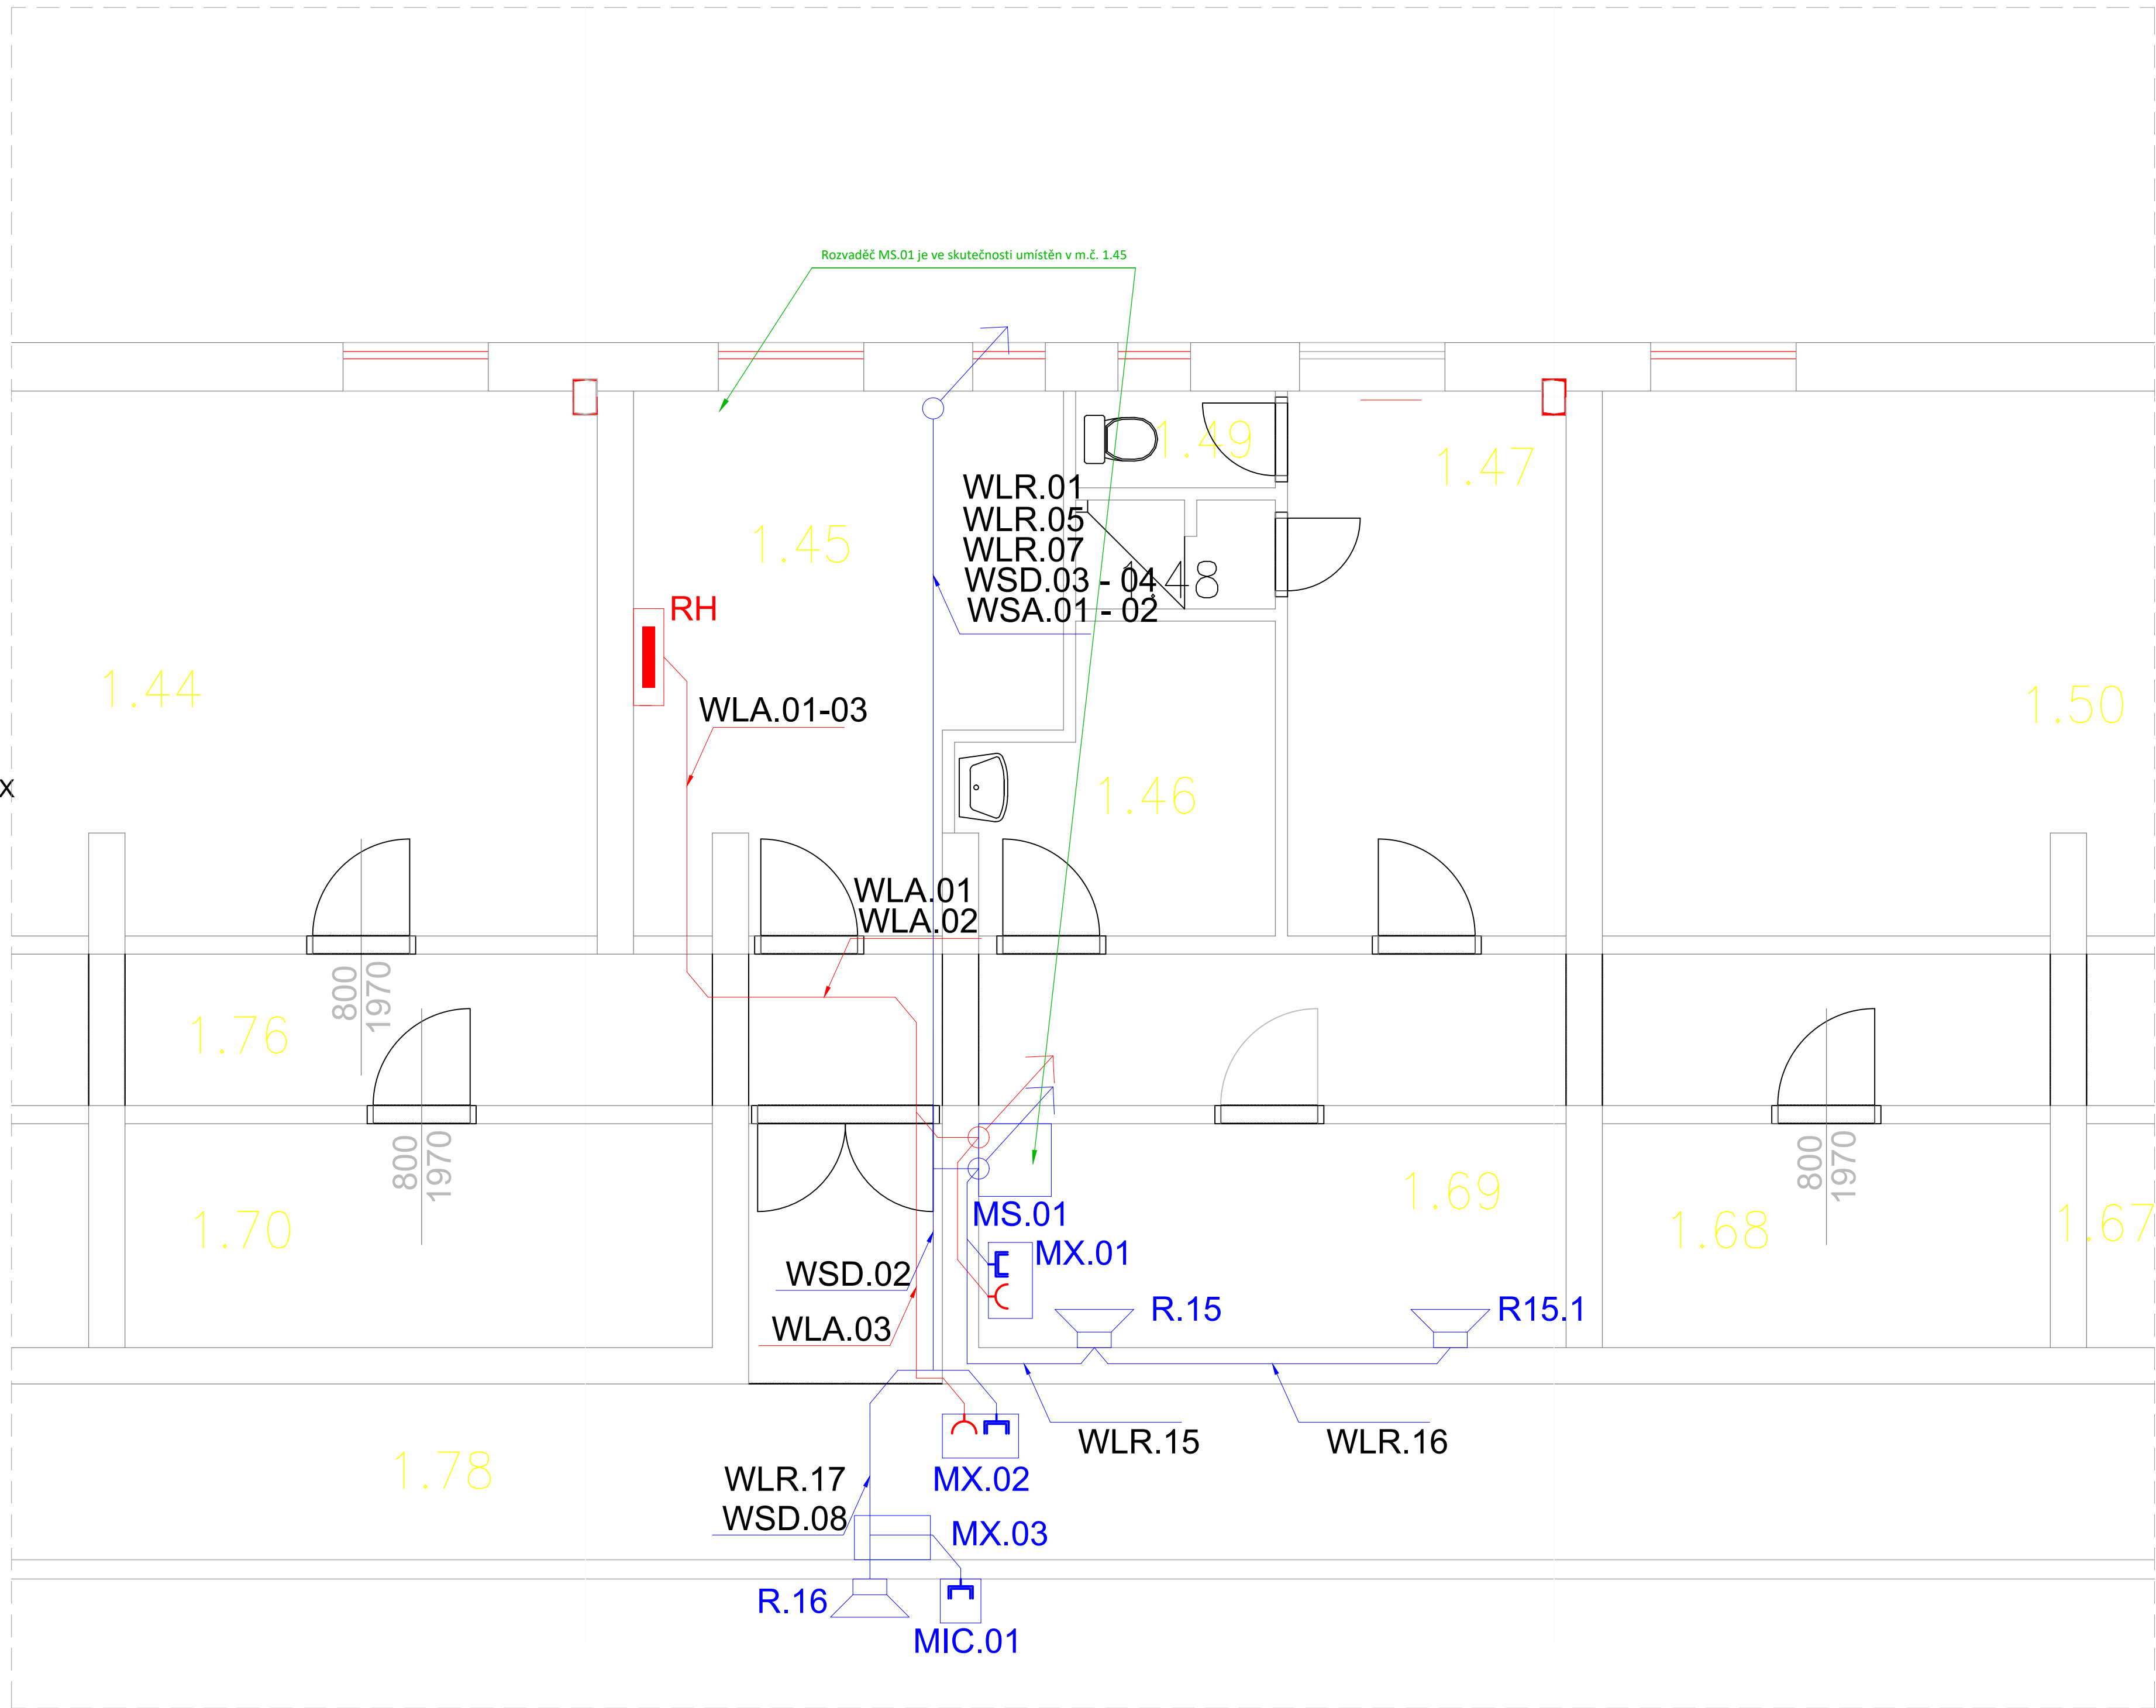 Rozvaděč MS.01 je ve skutečnosti umístěn v m.č. 1.45
1.49
1.47
WLR.01
WLR.05
WLR.07
WSD.03 - 04
WSA.01 - 02
1.48
1.45
RH
1.44
WLA.01-03
1.50
X
1.46
WLA.01
WLA.02
800
1970
1.76
800
1970
800
1970
1.70
1.69
1.68
1.67
MS.01
MX.01
WSD.02
WLA.03
R.15
R15.1
WLR.15
WLR.16
1.78
WLR.17
WSD.08
MX.02
MX.03
R.16
MIC.01